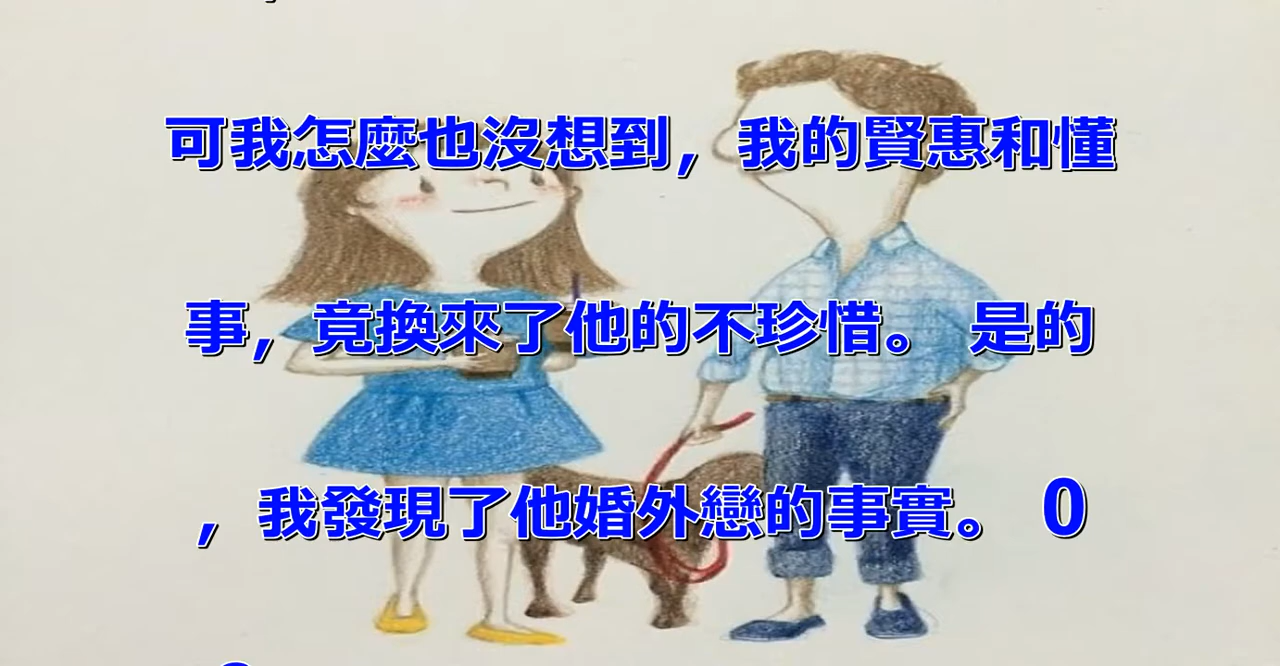 可我怎麼也沒想到，我的賢惠和懂
事，竟換來了他的不珍惜。 是的
，我發現了他婚外戀的事實。 0